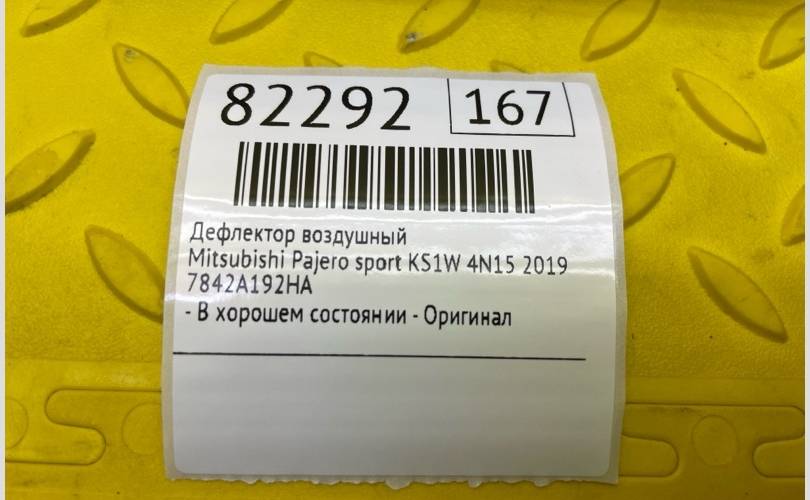 82292 167
Дефлектор воздушный
Mitsubishi Pajero sport KS1W 4N15 2019
7842A192HA
- В хорошем состоянии - Оригинал